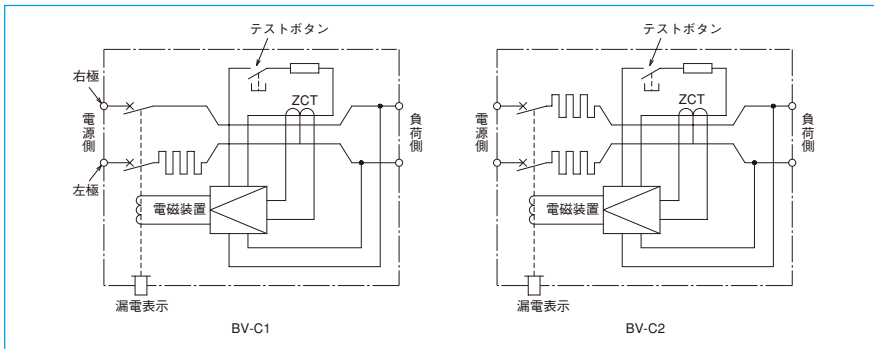 テストボタン
右極
ZCT
電源側
負荷側
左極
電磁装置
漏電表示
BV-C1
テストボタン
ZCT
電源側
負荷側
電磁装置
漏電表示
BV-C2